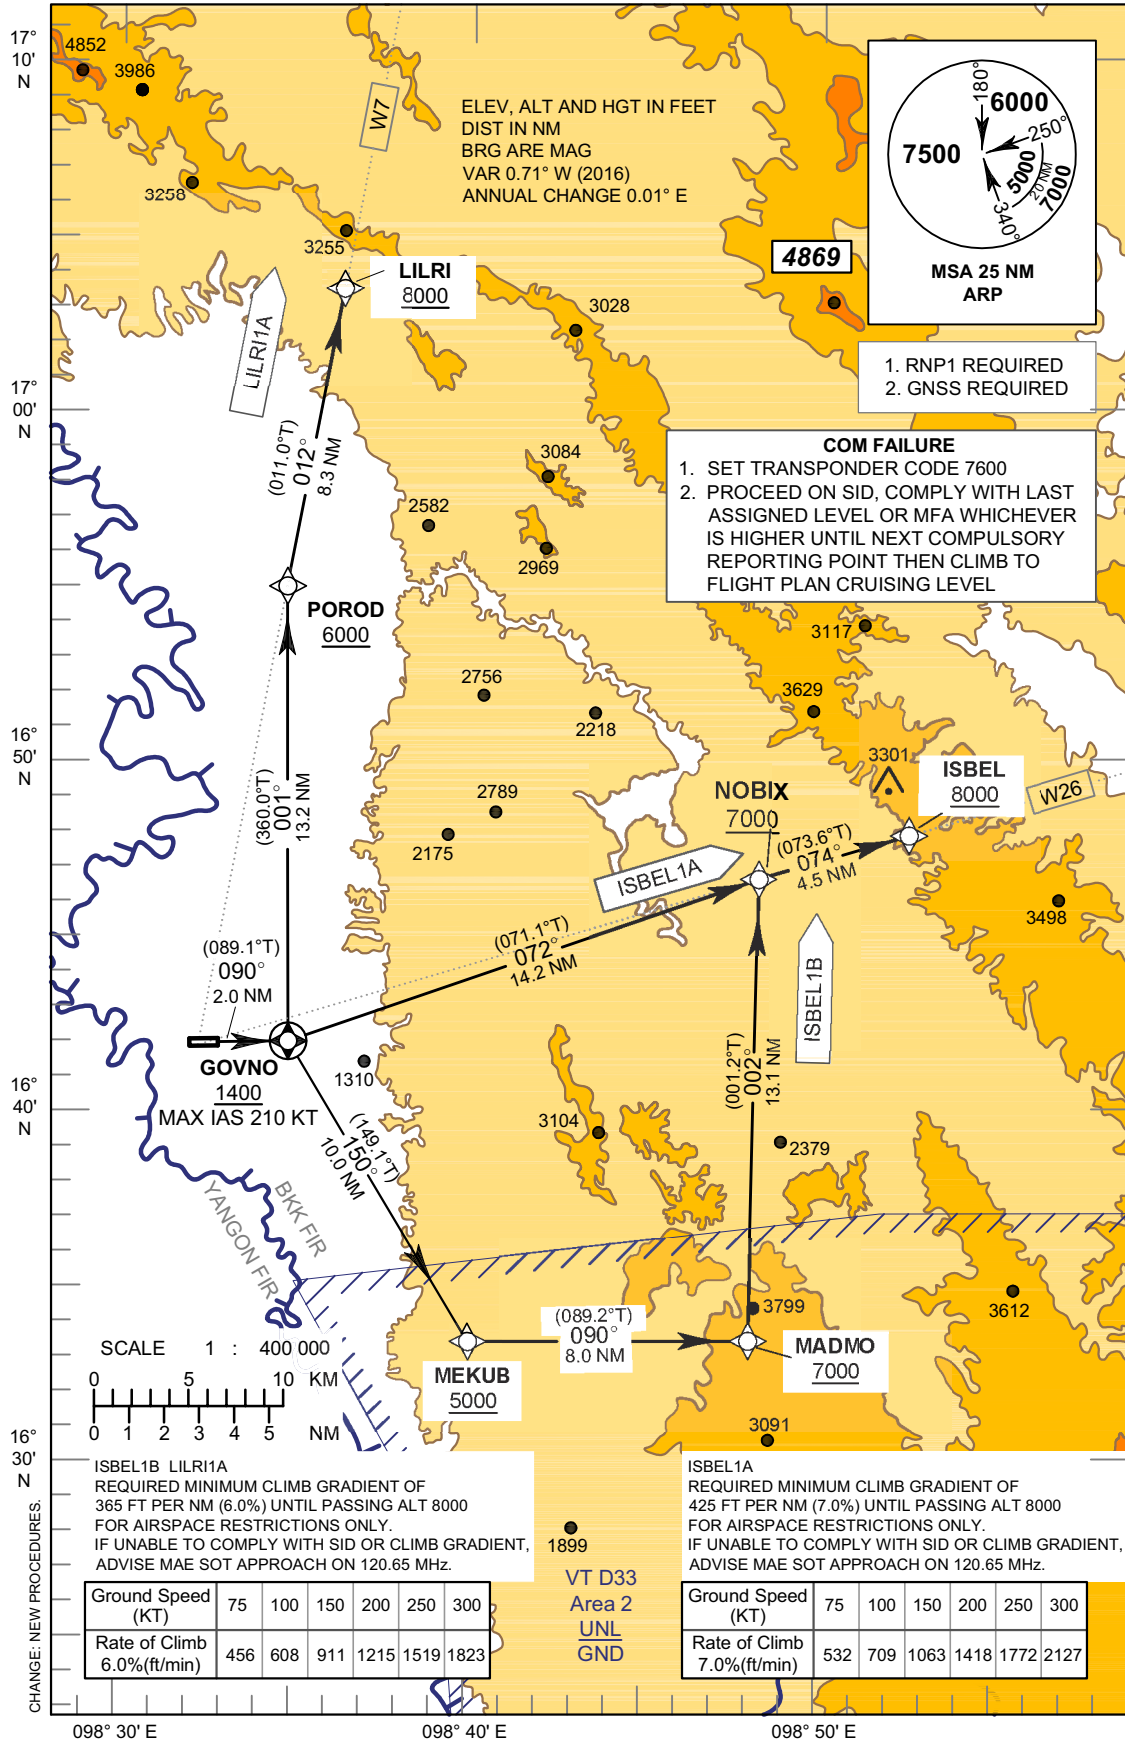 17°
10'
N
4852
3986
3258
3255
W7
ELEV, ALT AND HGT IN FEET
DIST IN NM
BRG ARE MAG
VAR 0.71° W (2016)
ANNUAL CHANGE 0.01° E
180°
6000
250°
7500
5000
20 NM
7000
340°
MSA 25 NM
ARP
4869
LILRI
8000
LILRI1A
3028
1. RNP1 REQUIRED
2. GNSS REQUIRED
17°
00'
N
(011.0°T)
012°
8.3 NM
COM FAILURE
1. SET TRANSPONDER CODE 7600
2. PROCEED ON SID, COMPLY WITH LAST
ASSIGNED LEVEL OR MFA WHICHEVER
IS HIGHER UNTIL NEXT COMPULSORY
REPORTING POINT THEN CLIMB TO
FLIGHT PLAN CRUISING LEVEL
3084
2582
2969
POROD
6000
3117
2756
2218
3629
16°
50'
N
3301
ISBEL
8000
W26
NOBIX
7000
2789
2175
(360.0°T)
001°
13.2 NM
(073.6°T)
074°
4.5 NM
ISBEL1A
3498
(071.1°T)
072°
14.2 NM
(089.1°T)
090°
2.0 NM
ISBEL1B
GOVNO
1400
MAX IAS 210 KT
1310
(001.2°T)
002°
13.1 NM
16°
40'
N
3104
2379
(149.1°T)
150°
10.0 NM
BKK FIR
YANGON FIR
3799
3612
(089.2°T)
090°
8.0 NM
MEKUB
5000
MADMO
7000
SCALE 1 : 400 000
0 5 10 KM
0 1 2 3 4 5 NM
3091
16°
30'
N
ISBEL1B LILRI1A
REQUIRED MINIMUM CLIMB GRADIENT OF
365 FT PER NM (6.0%) UNTIL PASSING ALT 8000
FOR AIRSPACE RESTRICTIONS ONLY.
IF UNABLE TO COMPLY WITH SID OR CLIMB GRADIENT,
ADVISE MAE SOT APPROACH ON 120.65 MHz.
ISBEL1A
REQUIRED MINIMUM CLIMB GRADIENT OF
425 FT PER NM (7.0%) UNTIL PASSING ALT 8000
FOR AIRSPACE RESTRICTIONS ONLY.
IF UNABLE TO COMPLY WITH SID OR CLIMB GRADIENT,
ADVISE MAE SOT APPROACH ON 120.65 MHz.
1899
VT D33
Area 2
UNL
GND
Ground Speed (KT) 75 100 150 200 250 300
Rate of Climb 6.0%(ft/min) 456 608 911 1215 1519 1823
Ground Speed (KT) 75 100 150 200 250 300
Rate of Climb 7.0%(ft/min) 532 709 1063 1418 1772 2127
CHANGE: NEW PROCEDURES.
098° 30' E
098° 40' E
098° 50' E